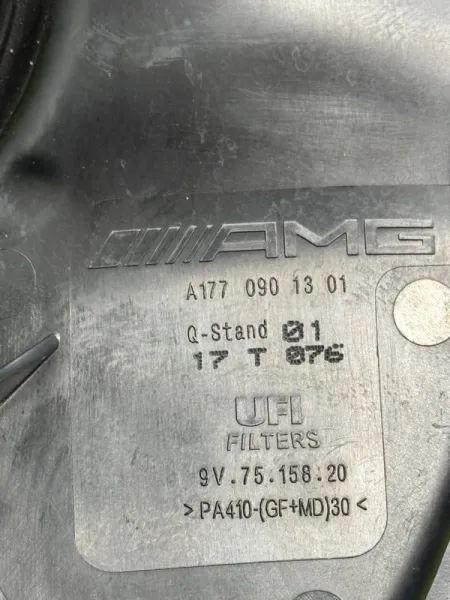 AMG
A177 090 13 01
Q-Stand 01
17 T 076
UFI
FILTERS
9V.75.158.20
>PA410-(GF+MD)30<